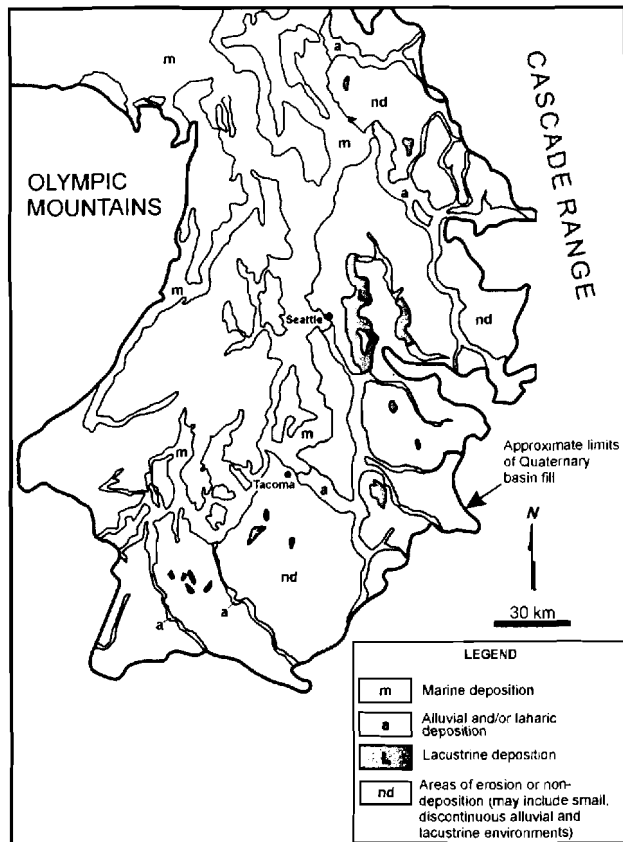 m
a
nd
CASCADE RANGE
m
OLYMPIC
MOUNTAINS
a
m
Seattle
nd
m
m
Approximate limits
of Quaternary
basin fill
Tacoma
a
N
nd
30 km
a
a
LEGEND
m Marine deposition
a Alluvial and/or laharic
deposition
L Lacustrine deposition
nd Areas of erosion or non-
deposition (may include small,
discontinuous alluvial and
lacustrine environments)